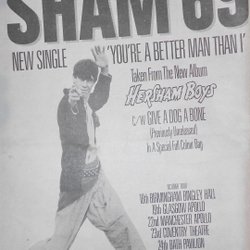 SHAM 69
NEW SINGLE 'YOU'RE A BETTER MAN THAN I'
Taken From The New Album
HERSHAM BOYS
C/W GIVE A DOG A BONE
(Previously Unreleased)
In A Special Full Colour Bag
18th BIRMINGHAM BINGLEY HALL
19th GLASGOW APOLLO
22nd MANCHESTER APOLLO
23rd COVENTRY THEATRE
24th BATH PAVILION